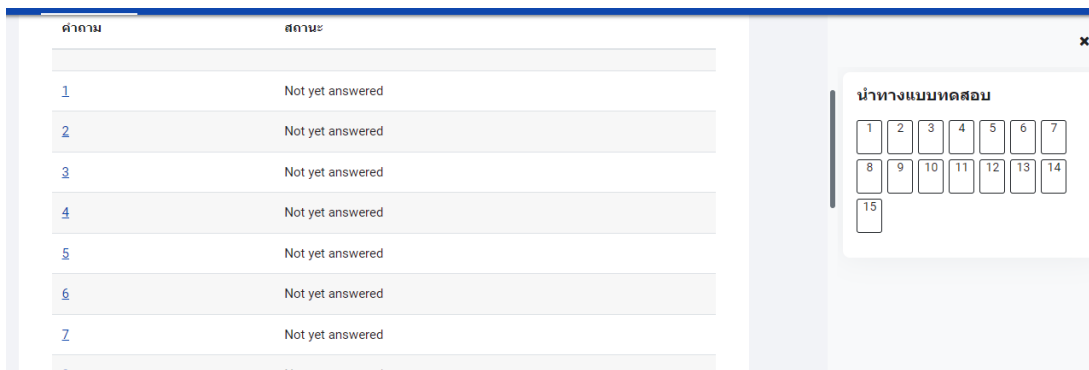 คำถาม สถานะ
1 Not yet answered
2 Not yet answered
3 Not yet answered
4 Not yet answered
5 Not yet answered
6 Not yet answered
7 Not yet answered
×
นำทางแบบทดสอบ
1 2 3 4 5 6 7
8 9 10 11 12 13 14
15